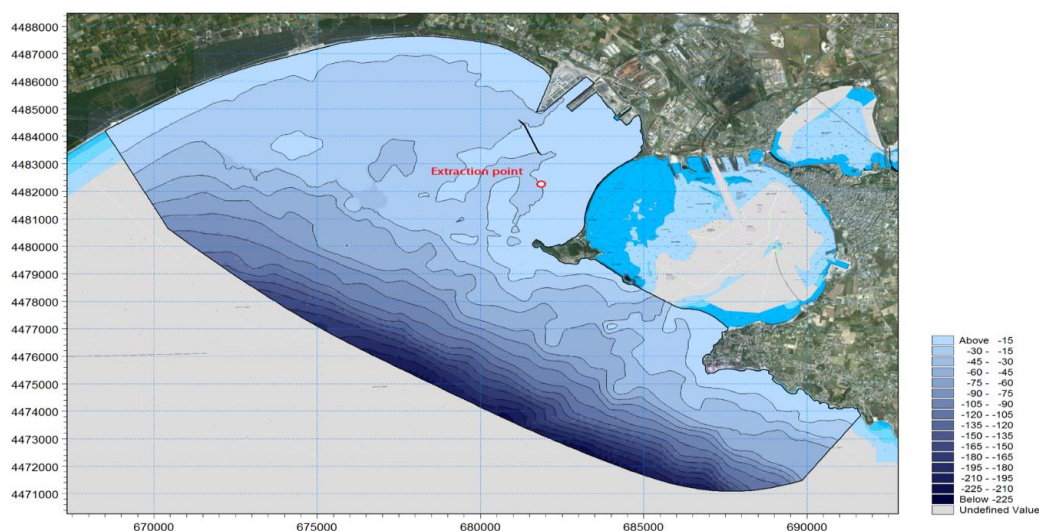 4488000
4487000
4486000
4485000
4484000
4483000
4482000
4481000
4480000
4479000
4478000
4477000
4476000
4475000
4474000
4473000
4472000
4471000
Extraction point
670000 675000 680000 685000 690000
Above -15
-30 - -15
-45 - -30
-60 - -45
-75 - -60
-90 - -75
-105 - -90
-120 - -105
-135 - -120
-150 - -135
-165 - -150
-180 - -165
-195 - -180
-210 - -195
-225 - -210
Below -225
Undefined Value